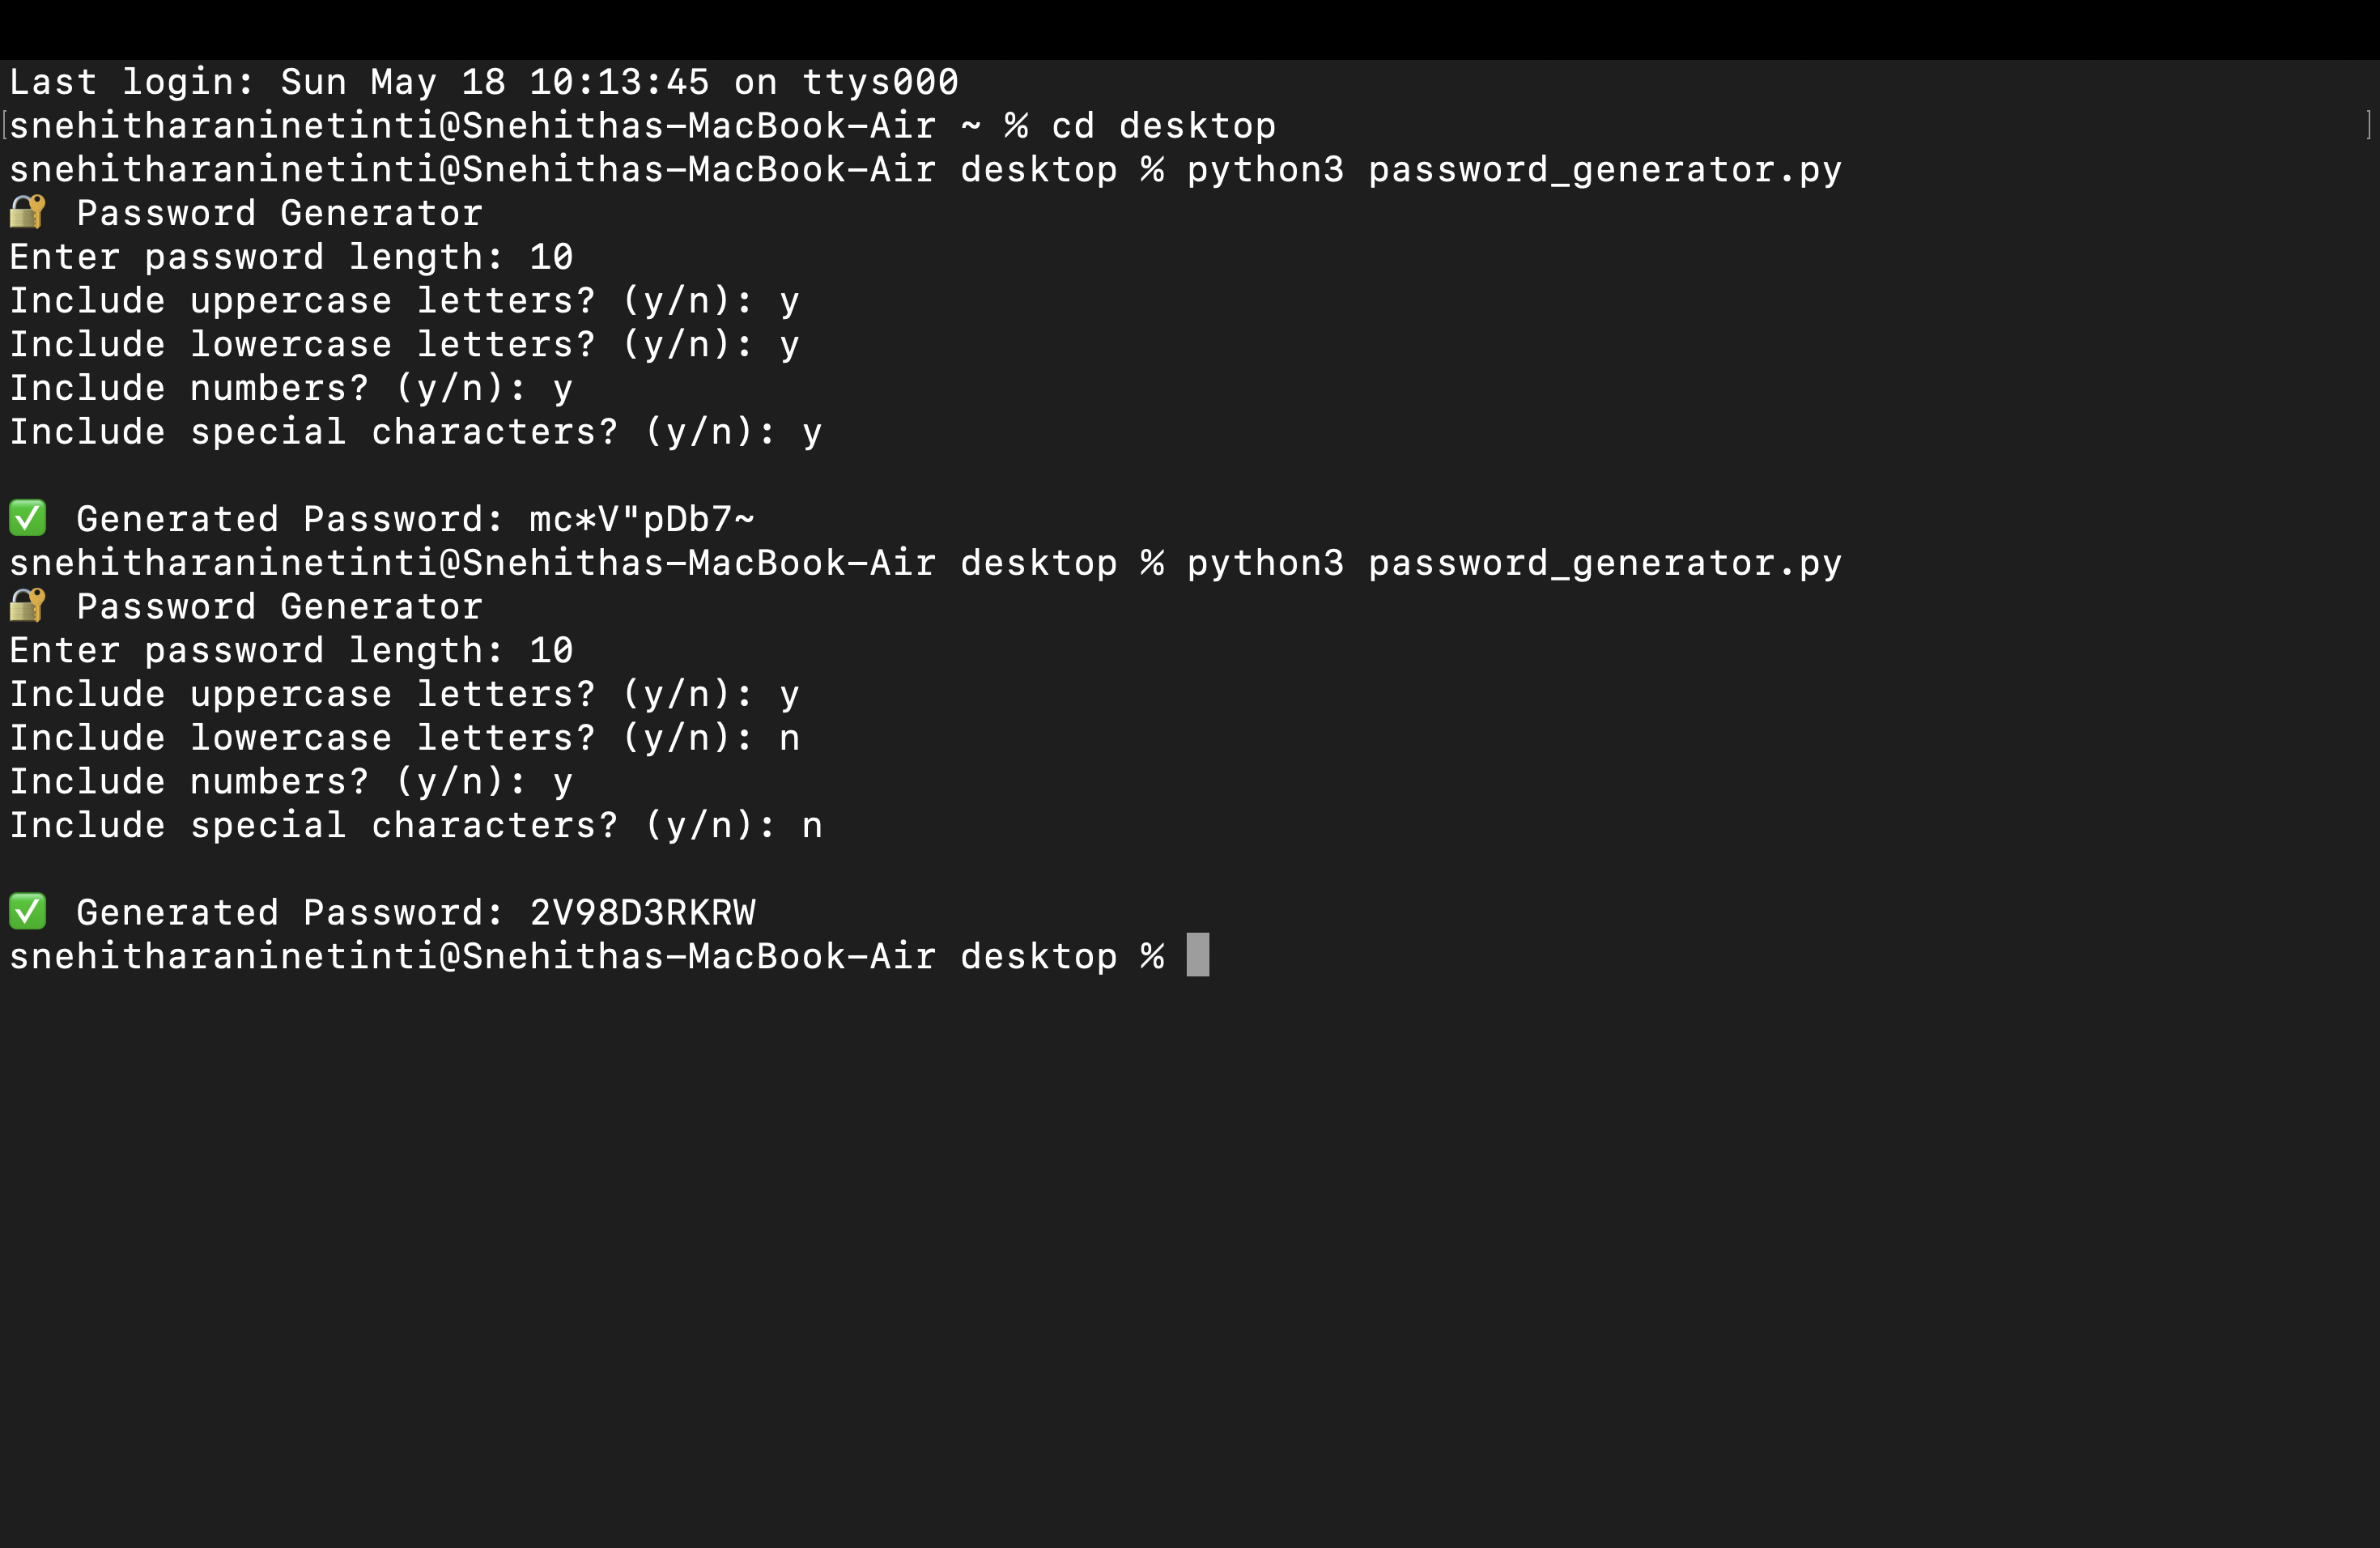 Last login: Sun May 18 10:13:45 on ttys000
[snehitharaninetinti@Snehithas-MacBook-Air ~ % cd desktop ]
snehitharaninetinti@Snehithas-MacBook-Air desktop % python3 password_generator.py
🔐 Password Generator
Enter password length: 10
Include uppercase letters? (y/n): y
Include lowercase letters? (y/n): y
Include numbers? (y/n): y
Include special characters? (y/n): y

✅ Generated Password: mc*V"pDb7~
snehitharaninetinti@Snehithas-MacBook-Air desktop % python3 password_generator.py
🔐 Password Generator
Enter password length: 10
Include uppercase letters? (y/n): y
Include lowercase letters? (y/n): n
Include numbers? (y/n): y
Include special characters? (y/n): n

✅ Generated Password: 2V98D3RKRW
snehitharaninetinti@Snehithas-MacBook-Air desktop %